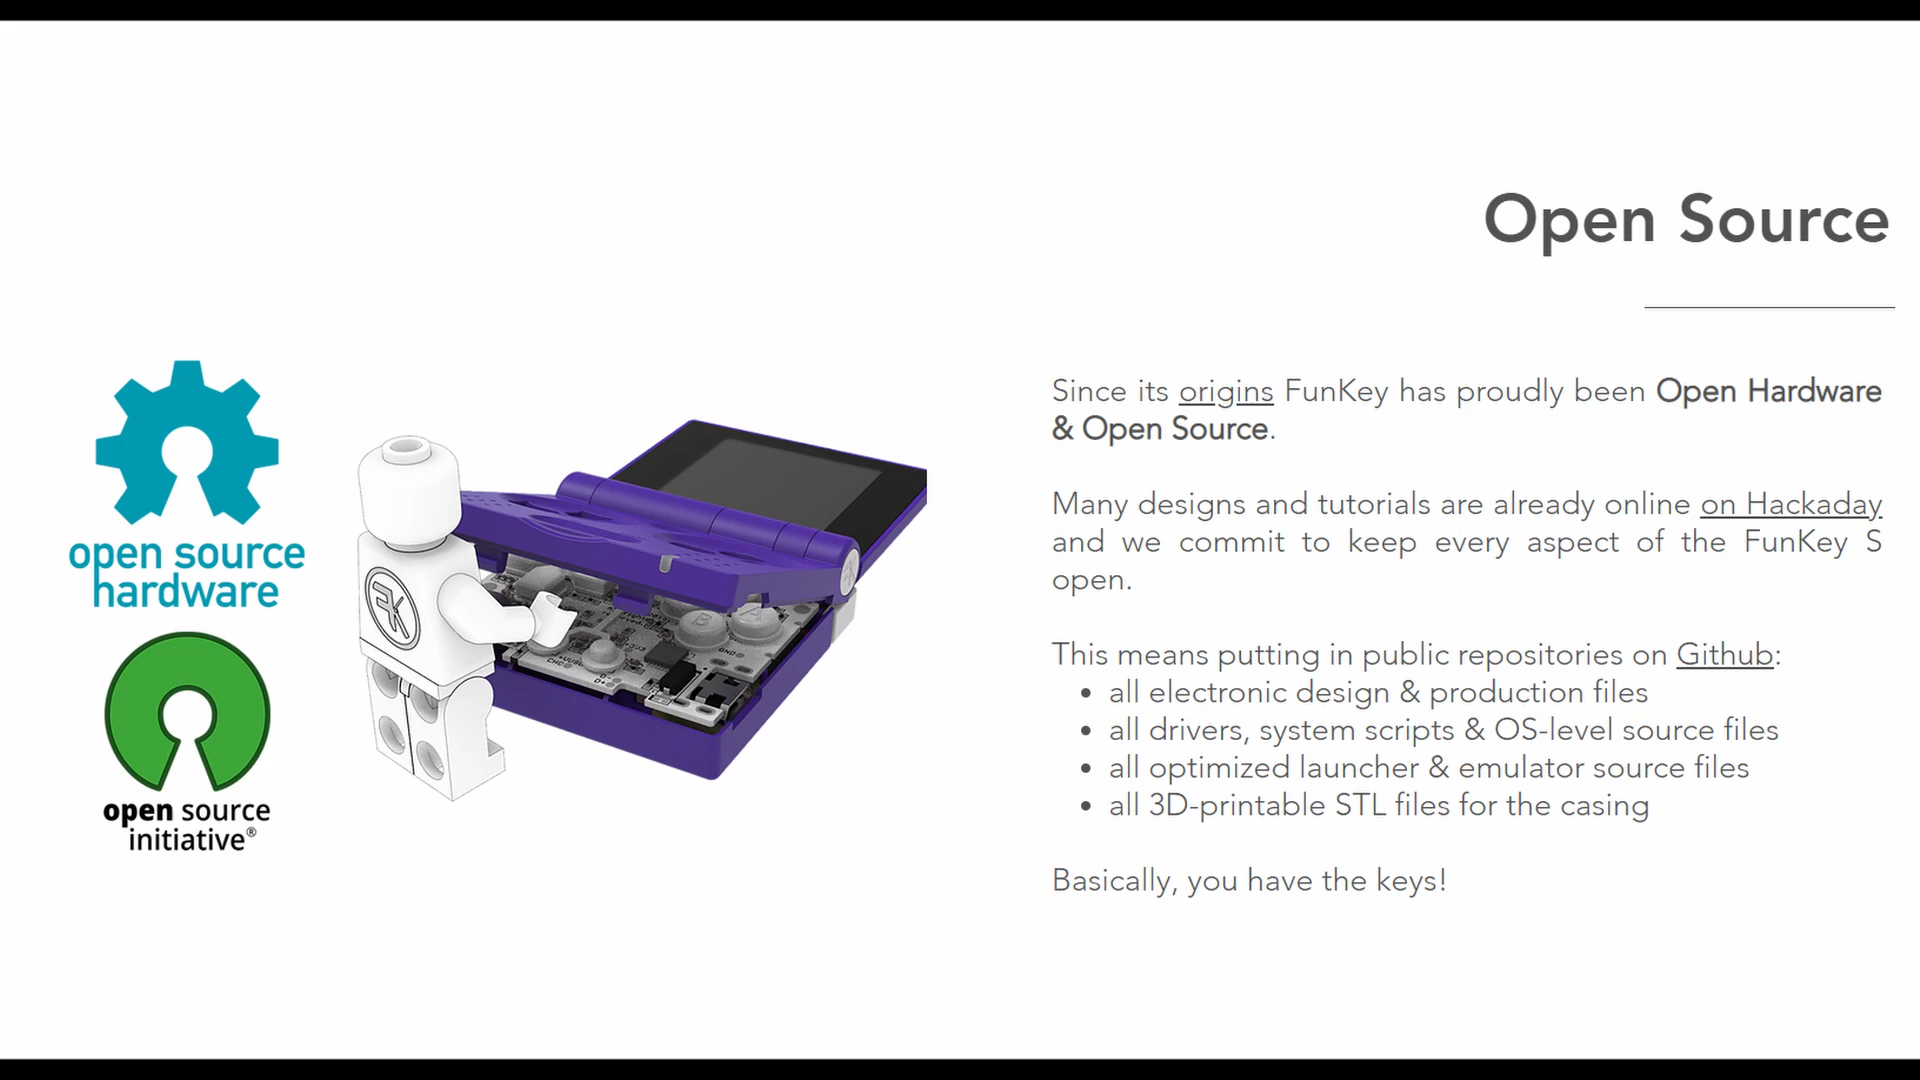 Open Source
open source
hardware
open source
initiative®
FK
B
A
GND
D-
D+
Since its origins FunKey has proudly been Open Hardware
& Open Source.
Many designs and tutorials are already online on Hackaday
and we commit to keep every aspect of the FunKey S
open.
This means putting in public repositories on Github:
• all electronic design & production files
• all drivers, system scripts & OS-level source files
• all optimized launcher & emulator source files
• all 3D-printable STL files for the casing
Basically, you have the keys!